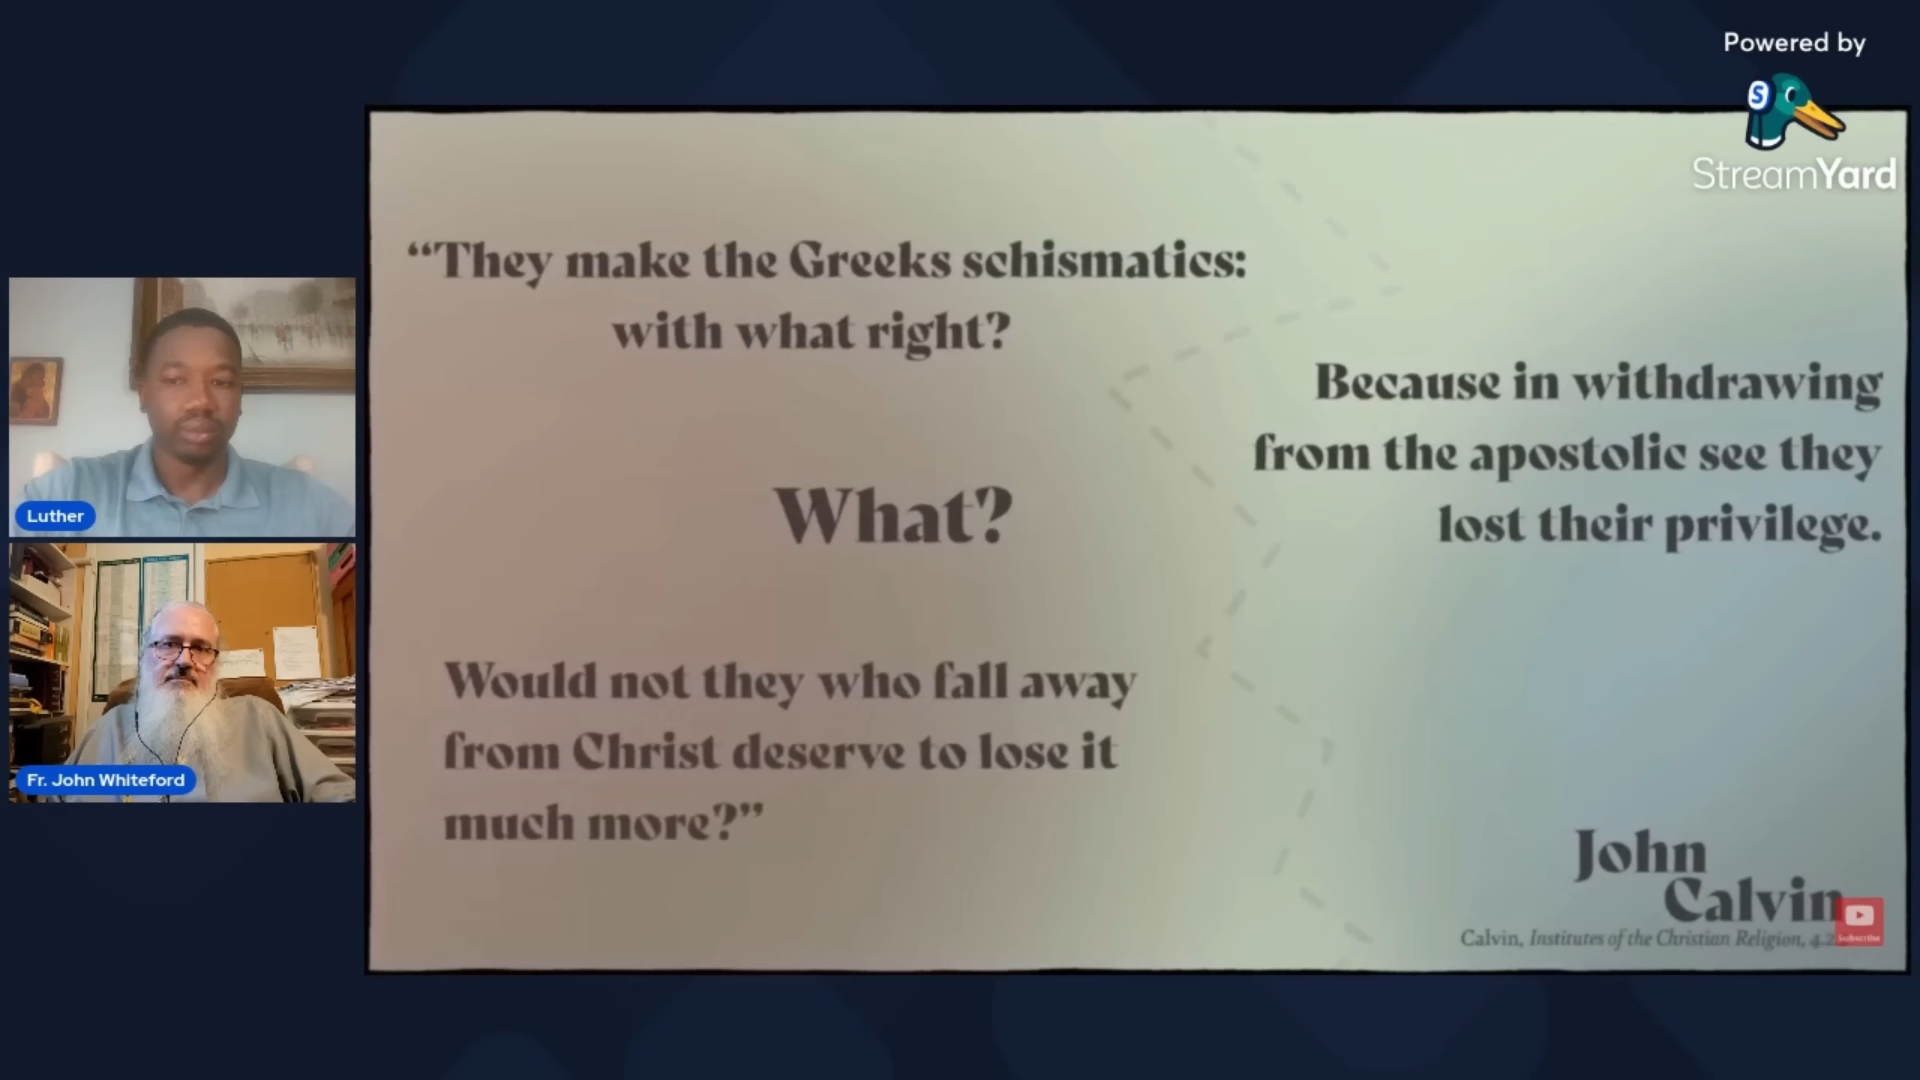 Powered by
StreamYard
“They make the Greeks schismatics:
with what right?
Because in withdrawing
from the apostolic see they
lost their privilege.
What?
Would not they who fall away
from Christ deserve to lose it
much more?”
John
Calvin
Calvin, Institutes of the Christian Religion, 4.2
Subscribe
Luther
Fr. John Whiteford